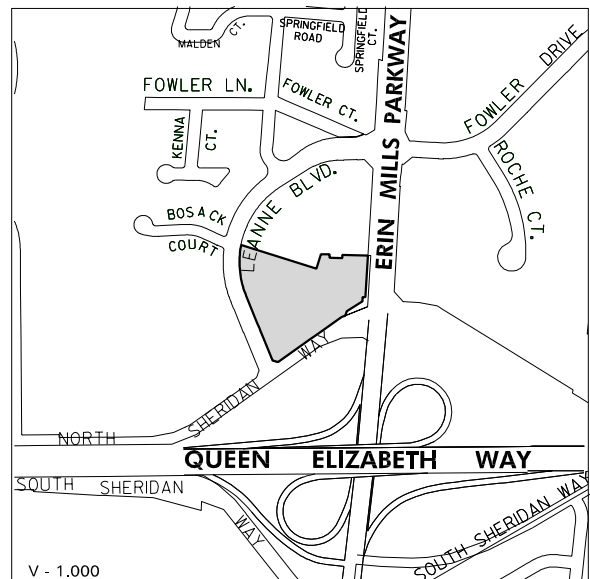 MALDEN CT.
SPRINGFIELD
ROAD
SPRINGFIELD
CT.
FOWLER LN.
FOWLER CT.
ERIN MILLS PARKWAY
FOWLER DRIVE
KENNA
CT.
ROCHE CT.
LEANNE BLVD.
BOSACK
COURT
NORTH SHERIDAN WAY
QUEEN ELIZABETH WAY
SOUTH SHERIDAN WAY
SOUTH SHERIDAN WAY
V - 1.000